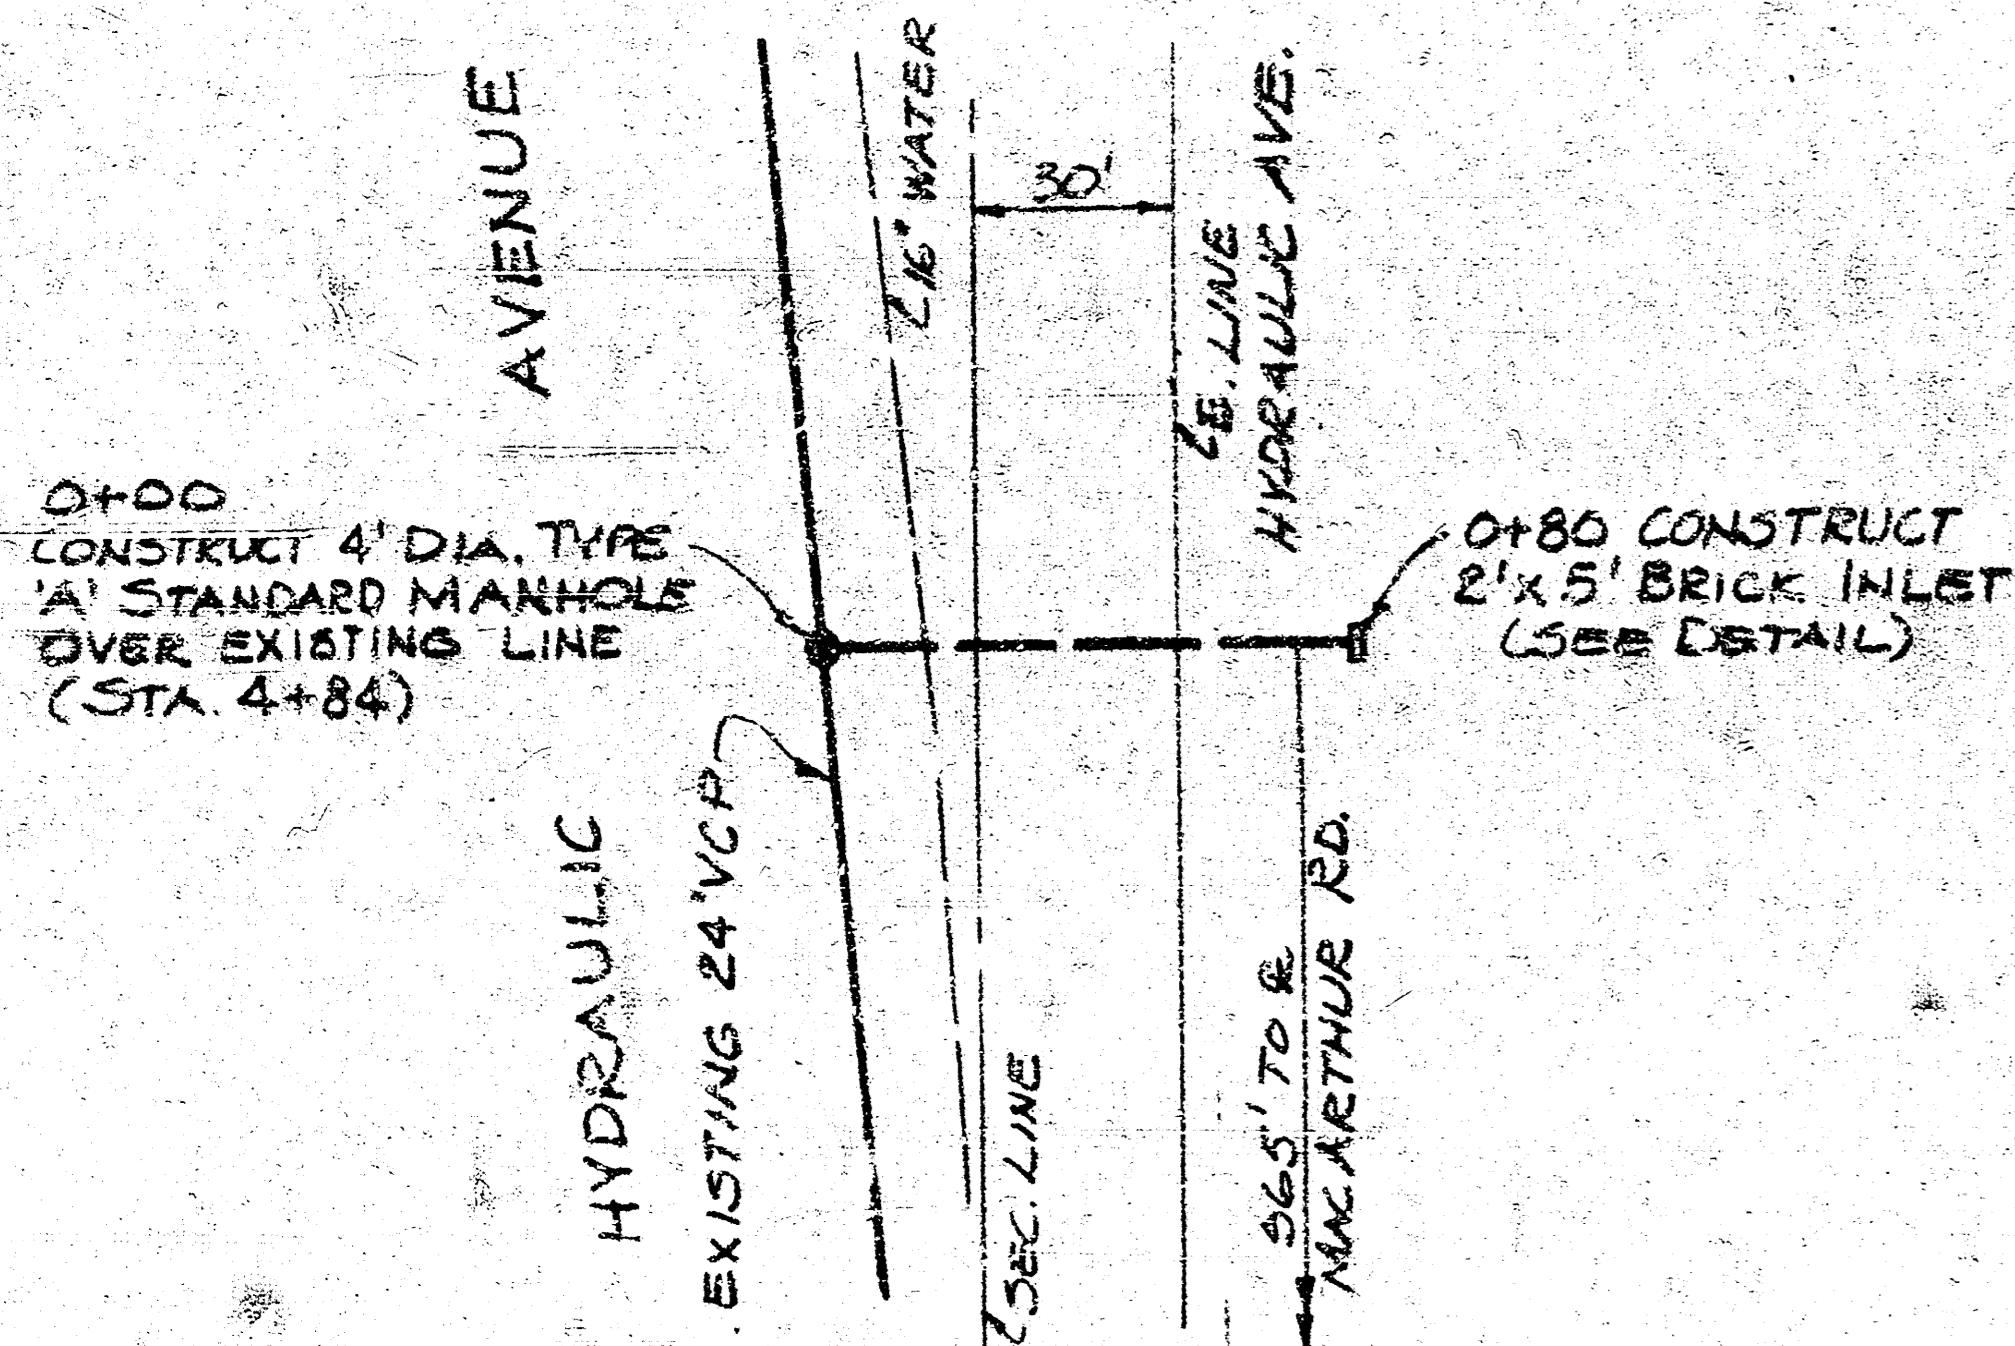 HYDRAULIC AVENUE
16" WATER
30'
E. LINE
HYDRAULIC AVE.
0+00
CONSTRUCT 4' DIA. TYPE
'A' STANDARD MANHOLE
OVER EXISTING LINE
(STA. 4+84)
0+80 CONSTRUCT
2'x5' BRICK INLET
(SEE DETAIL)
EXISTING 24"VCP
SEC. LINE
565' TO ℄
MACARTHUR RD.